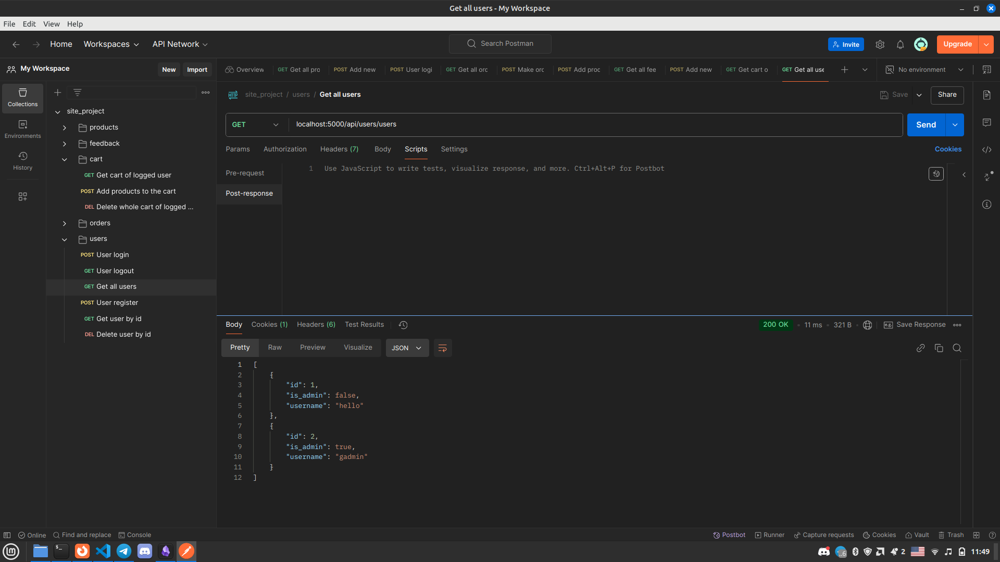 Get all users - My Workspace
File Edit View Help
Home Workspaces API Network
Search Postman
Invite
Upgrade
My Workspace
New Import
Overview
GET Get all pro
POST Add new
POST User logi
GET Get all orc
POST Make orc
POST Add proc
GET Get all fee
POST Add new
GET Get cart o
GET Get all use
No environment
Collections
Environments
History
site_project
products
feedback
cart
GET Get cart of logged user
POST Add products to the cart
DEL Delete whole cart of logged ...
orders
users
POST User login
GET User logout
GET Get all users
POST User register
GET Get user by id
DEL Delete user by id
HTTP site_project / users / Get all users
Save Share
GET localhost:5000/api/users/users
Send
Params Authorization Headers (7) Body Scripts Settings
Cookies
Pre-request
Post-response
1 Use JavaScript to write tests, visualize response, and more. Ctrl+Alt+P for Postbot
Body Cookies (1) Headers (6) Test Results
200 OK 11 ms 321 B e.g. Save Response
Pretty Raw Preview Visualize JSON
1 [
2 {
3 "id": 1,
4 "is_admin": false,
5 "username": "hello"
6 },
7 {
8 "id": 2,
9 "is_admin": true,
10 "username": "gadmin"
11 }
12 ]
Online Find and replace Console
Postbot Runner Capture requests Cookies Vault Trash
lm $_ ..6 2 11:49